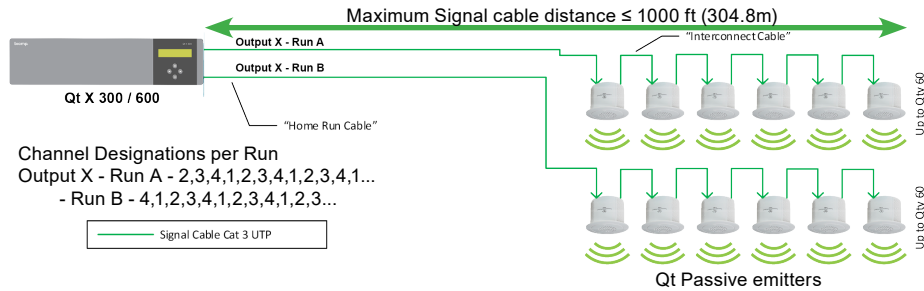 Maximum Signal cable distance ≤ 1000 ft (304.8m)
Output X - Run A
"Interconnect Cable"
Output X - Run B
Qt X 300 / 600
"Home Run Cable"
Up to Qty 60
Channel Designations per Run
Output X - Run A - 2,3,4,1,2,3,4,1,2,3,4,1...
- Run B - 4,1,2,3,4,1,2,3,4,1,2,3...
Signal Cable Cat 3 UTP
Up to Qty 60
Qt Passive emitters